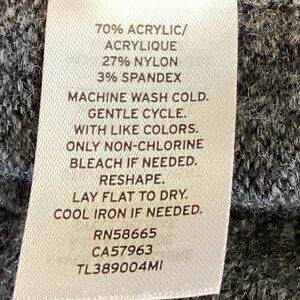 70% ACRYLIC/
ACRYLIQUE
27% NYLON
3% SPANDEX
MACHINE WASH COLD.
GENTLE CYCLE.
WITH LIKE COLORS.
ONLY NON-CHLORINE
BLEACH IF NEEDED.
RESHAPE.
LAY FLAT TO DRY.
COOL IRON IF NEEDED.
RN58665
CA57963
TL389004MI